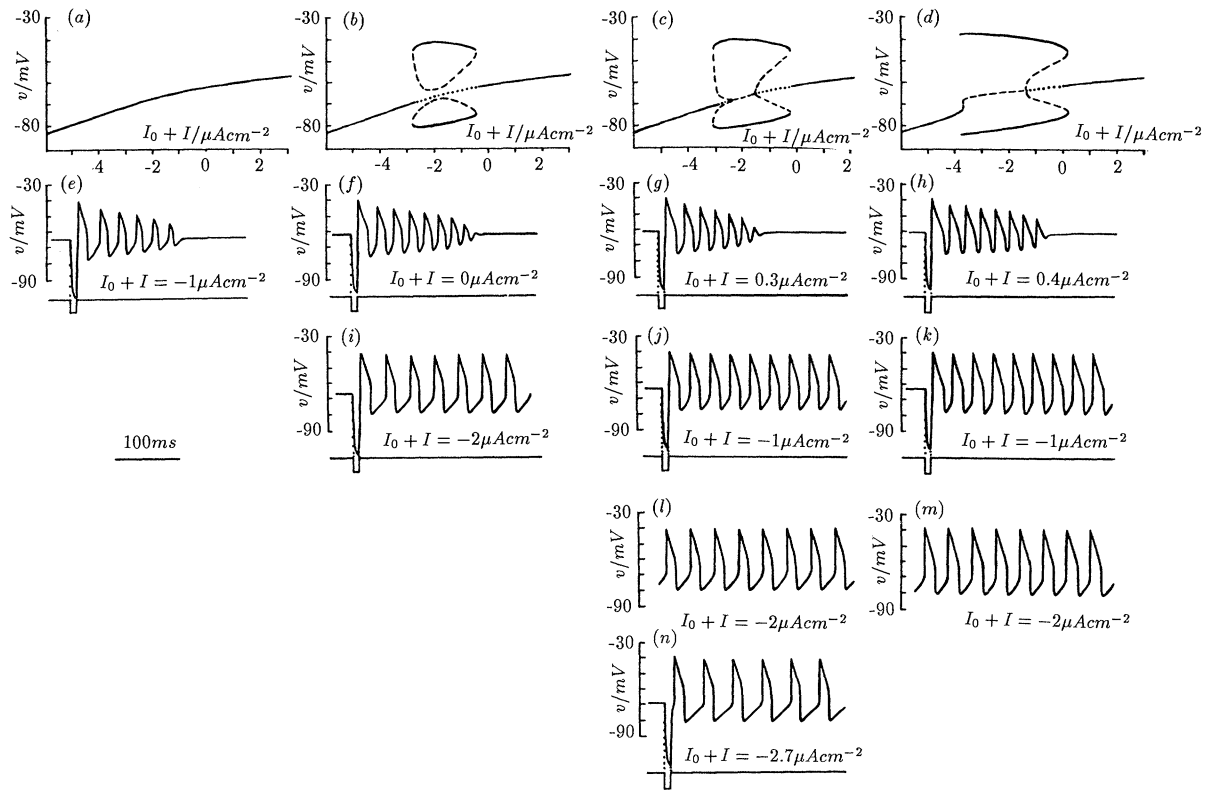 -30 (a) -30 (b) -30 (c) -30 (d)
v/mV v/mV v/mV v/mV
-80 -80 -80 -80
I₀ + I/μAcm⁻² I₀ + I/μAcm⁻² I₀ + I/μAcm⁻² I₀ + I/μAcm⁻²
-4 -2 0 2 -4 -2 0 2 -4 -2 0 2 -4 -2 0 2
-30 (e) -30 (f) -30 (g) -30 (h)
v/mV v/mV v/mV v/mV
-90 I₀ + I = −1μAcm⁻² -90 I₀ + I = 0μAcm⁻² -90 I₀ + I = 0.3μAcm⁻² -90 I₀ + I = 0.4μAcm⁻²
-30 (i) -30 (j) -30 (k)
v/mV v/mV v/mV
-90 I₀ + I = −2μAcm⁻² -90 I₀ + I = −1μAcm⁻² -90 I₀ + I = −1μAcm⁻²
100ms
-30 (l) -30 (m)
v/mV v/mV
-90 -90
I₀ + I = −2μAcm⁻² I₀ + I = −2μAcm⁻²
-30 (n)
v/mV
-90
I₀ + I = −2.7μAcm⁻²